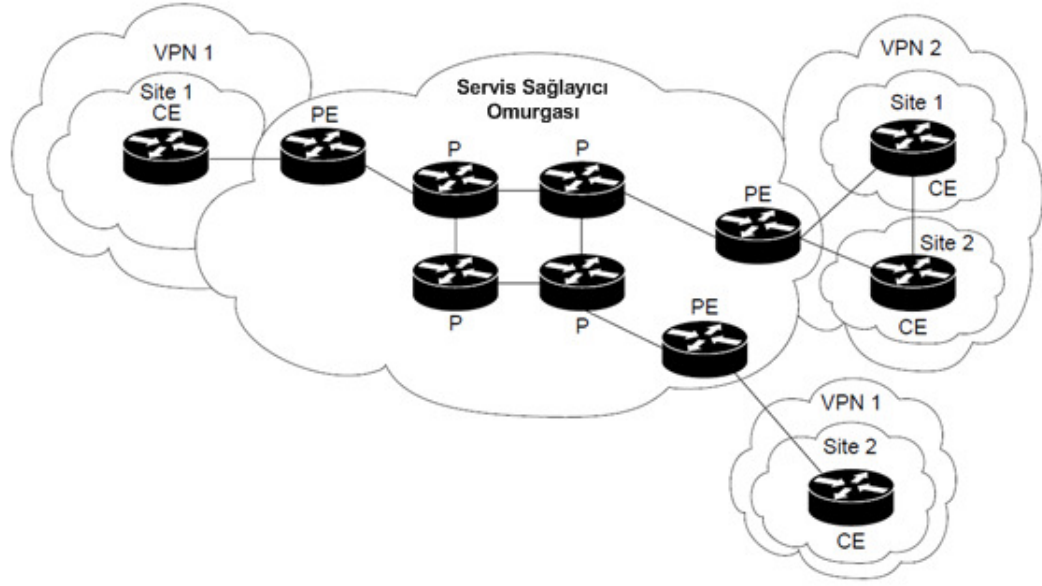 VPN 1
Site 1
CE
PE
Servis Sağlayıcı
Omurgası
P
P
P
P
PE
PE
VPN 2
Site 1
CE
Site 2
CE
VPN 1
Site 2
CE